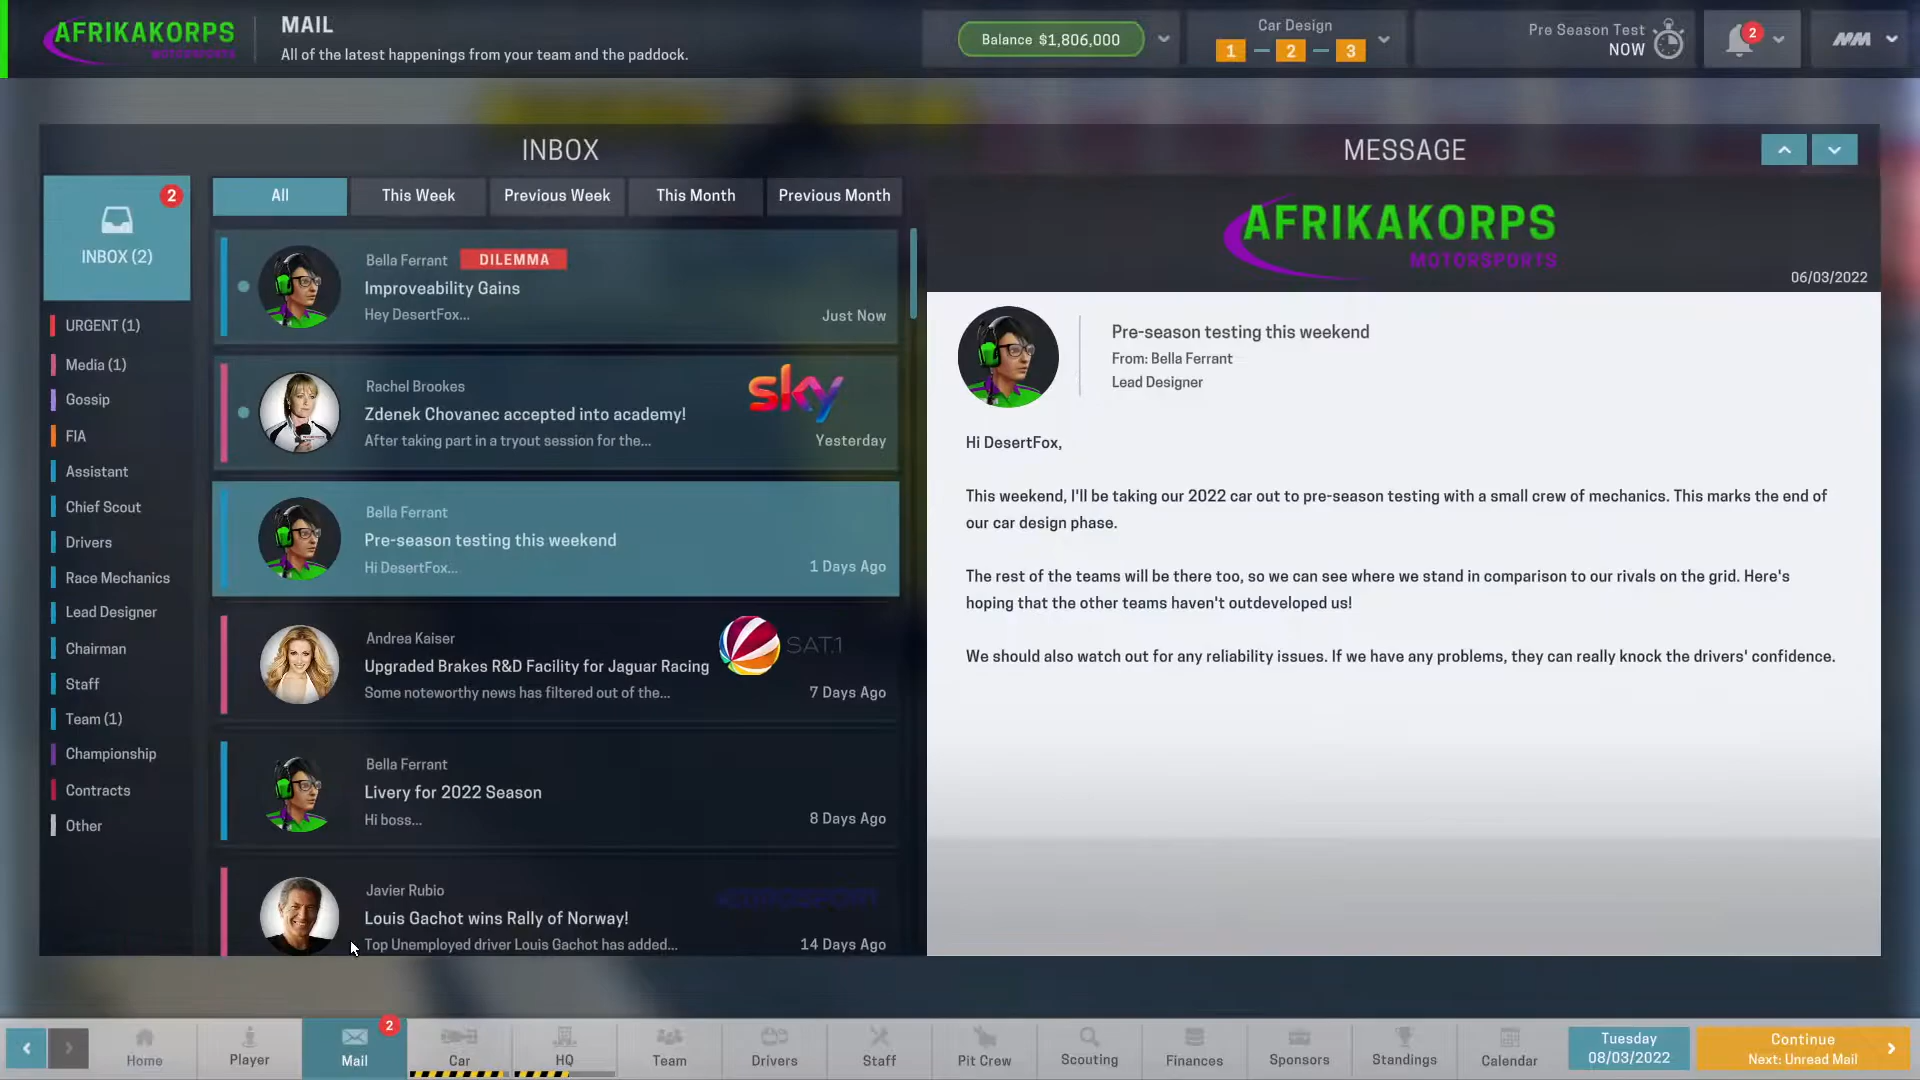 AFRIKAKORPS
MOTORSPORTS
MAIL
All of the latest happenings from your team and the paddock.
Balance $1,806,000
Car Design
1 2 3
Pre Season Test
NOW
2
INBOX
MESSAGE
2
INBOX (2)
URGENT (1)
Media (1)
Gossip
FIA
Assistant
Chief Scout
Drivers
Race Mechanics
Lead Designer
Chairman
Staff
Team (1)
Championship
Contracts
Other
All
This Week
Previous Week
This Month
Previous Month
Bella Ferrant DILEMMA
Improveability Gains
Hey DesertFox...
Just Now
Rachel Brookes
sky
Zdenek Chovanec accepted into academy!
After taking part in a tryout session for the...
Yesterday
Bella Ferrant
Pre-season testing this weekend
Hi DesertFox...
1 Days Ago
Andrea Kaiser
SAT.1
Upgraded Brakes R&D Facility for Jaguar Racing
Some noteworthy news has filtered out of the...
7 Days Ago
Bella Ferrant
Livery for 2022 Season
Hi boss...
8 Days Ago
Javier Rubio
EUROSPORT
Louis Gachot wins Rally of Norway!
Top Unemployed driver Louis Gachot has added...
14 Days Ago
AFRIKAKORPS
MOTORSPORTS
06/03/2022
Pre-season testing this weekend
From: Bella Ferrant
Lead Designer
Hi DesertFox,
This weekend, I'll be taking our 2022 car out to pre-season testing with a small crew of mechanics. This marks the end of
our car design phase.
The rest of the teams will be there too, so we can see where we stand in comparison to our rivals on the grid. Here's
hoping that the other teams haven't outdeveloped us!
We should also watch out for any reliability issues. If we have any problems, they can really knock the drivers' confidence.
Home
Player
Mail
2
Car
HQ
Team
Drivers
Staff
Pit Crew
Scouting
Finances
Sponsors
Standings
Calendar
Tuesday
08/03/2022
Continue
Next: Unread Mail